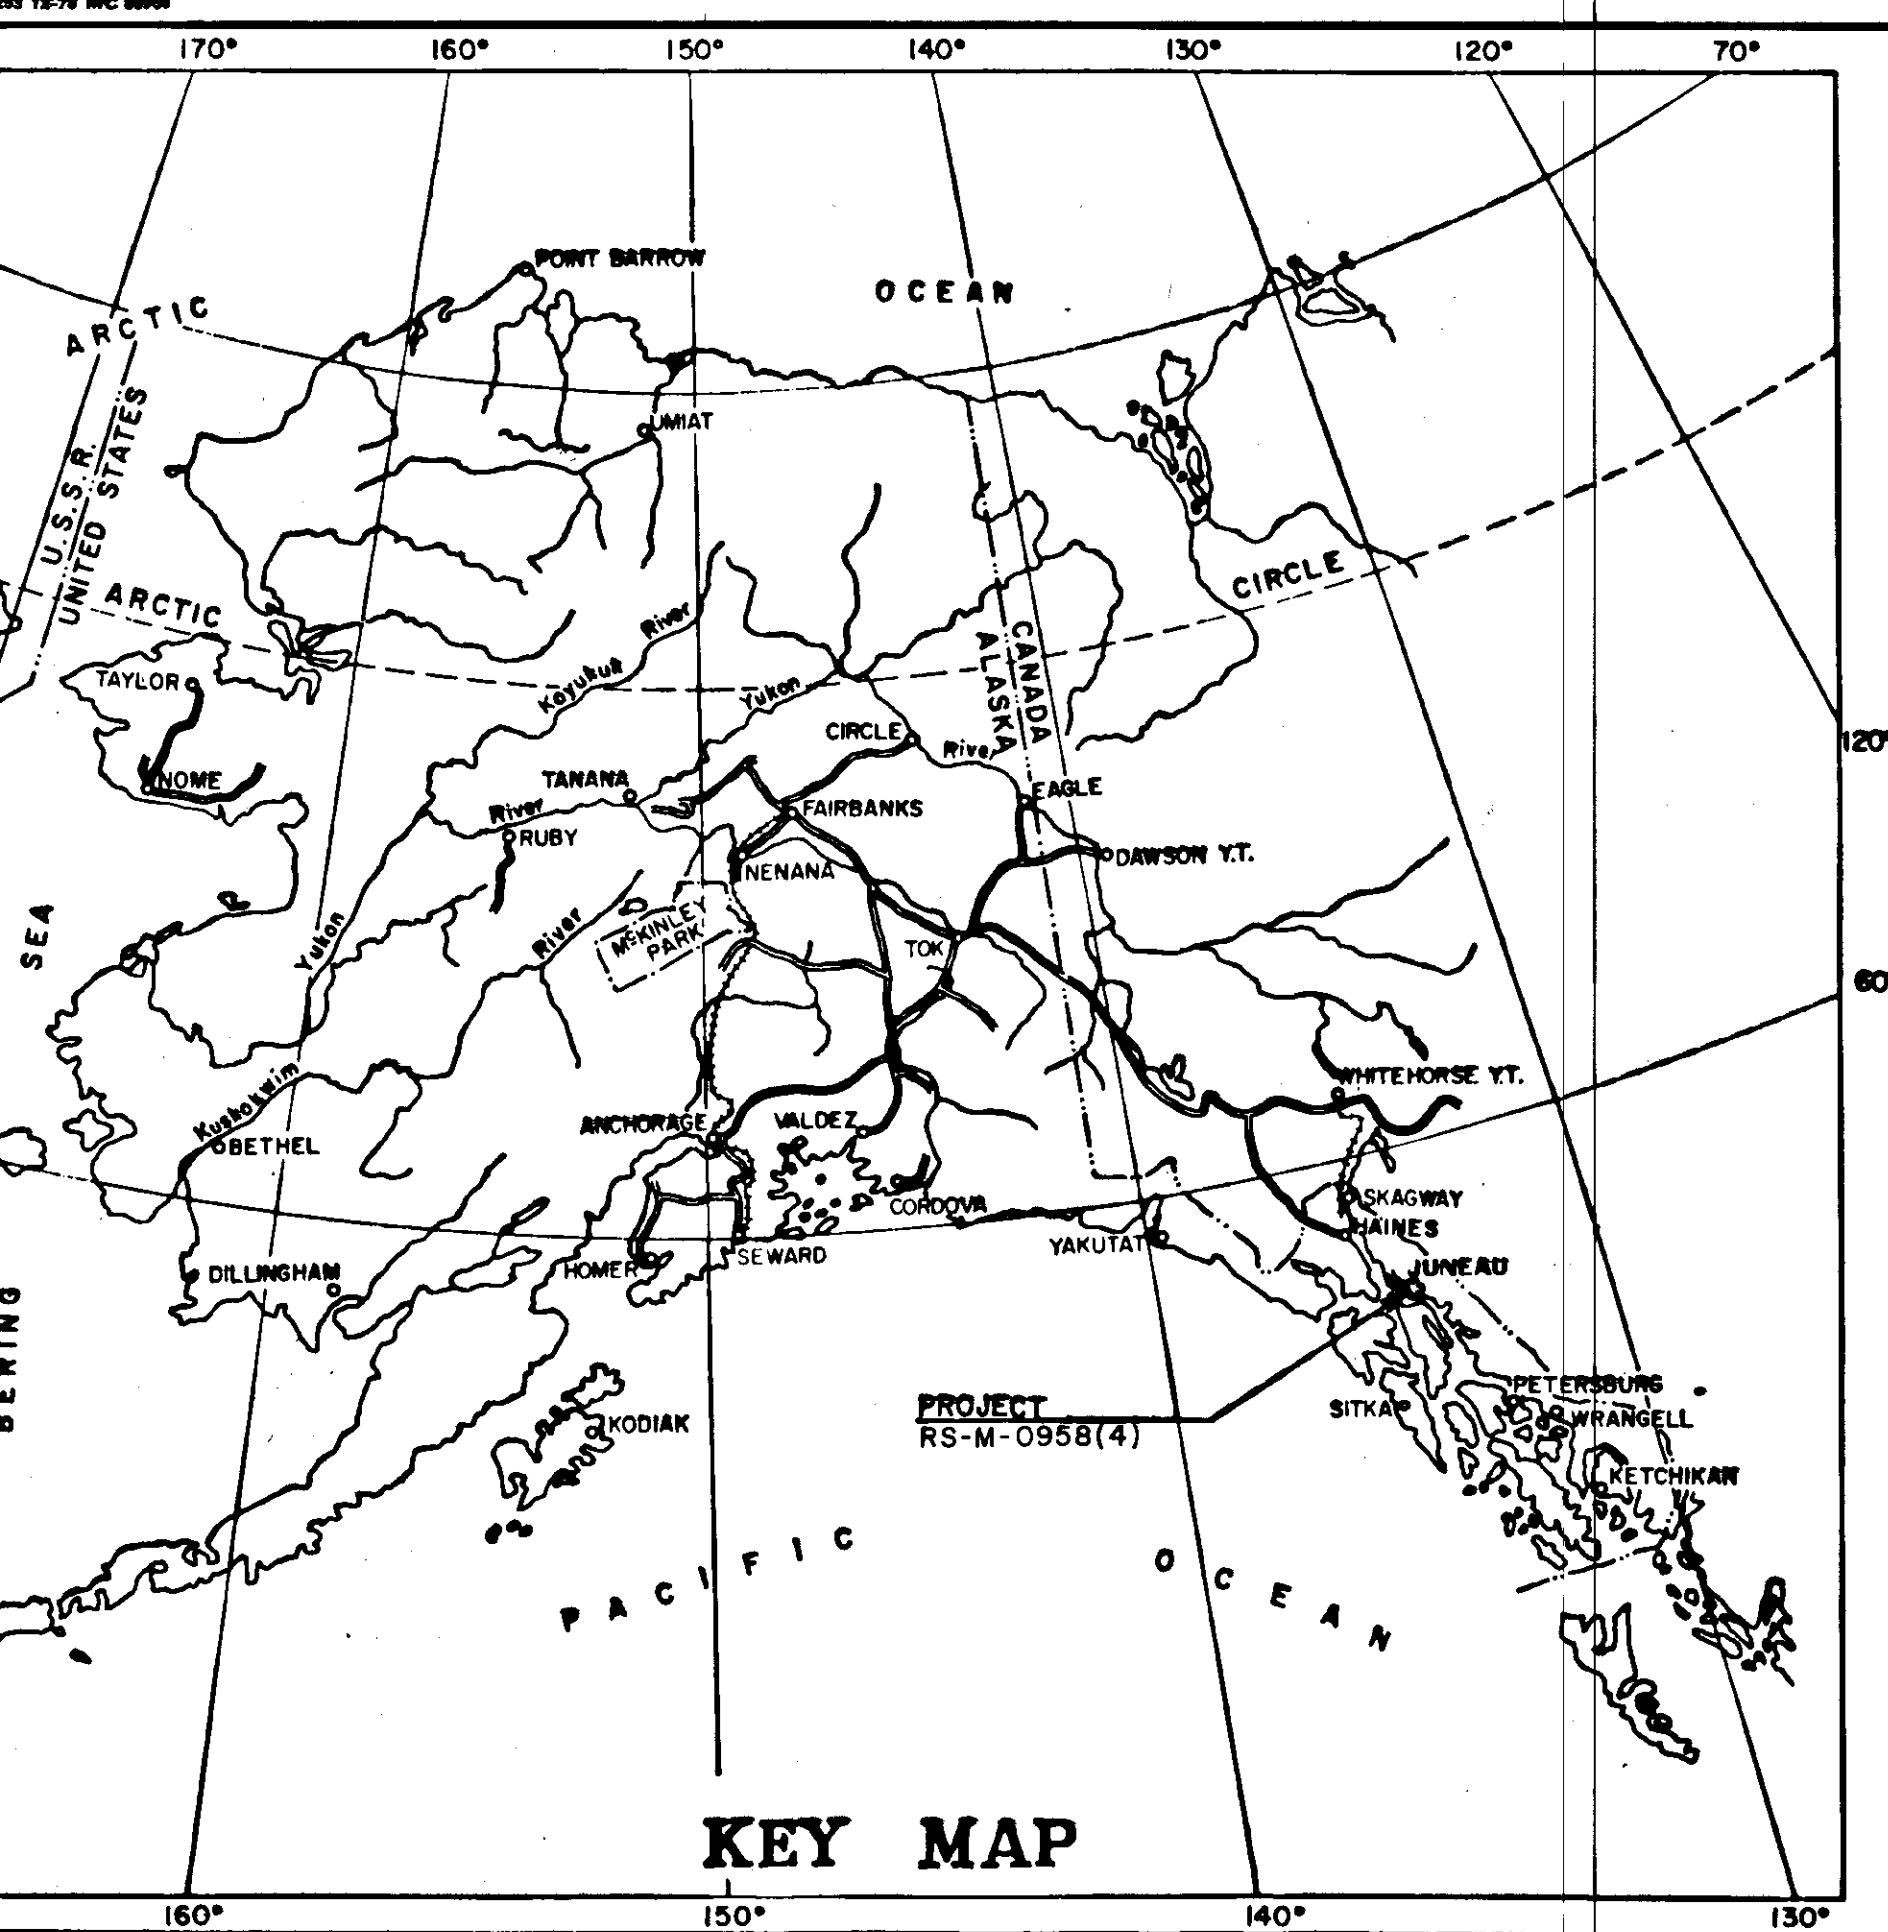 170° 160° 150° 140° 130° 120° 70°
POINT BARROW
OCEAN
ARCTIC
UMIAT
U.S.S.R.
UNITED STATES
ARCTIC
CIRCLE
River
Koyukuk
Yukon
CANADA
ALASKA
TAYLOR
CIRCLE
River
120°
NOME
TANANA
EAGLE
River
FAIRBANKS
RUBY
DAWSON Y.T.
NENANA
SEA
Yukon
River
McKINLEY
PARK
TOK
60
WHITEHORSE Y.T.
Kuskokwim
ANCHORAGE
VALDEZ
BETHEL
SKAGWAY
CORDOVA
HAINES
YAKUTAT
SEWARD
HOMER
DILLINGHAM
JUNEAU
BERING
PETERSBURG
PROJECT
SITKA
WRANGELL
RS-M-0958(4)
KODIAK
KETCHIKAN
PACIFIC
OCEAN
KEY MAP
160° 150° 140° 130°